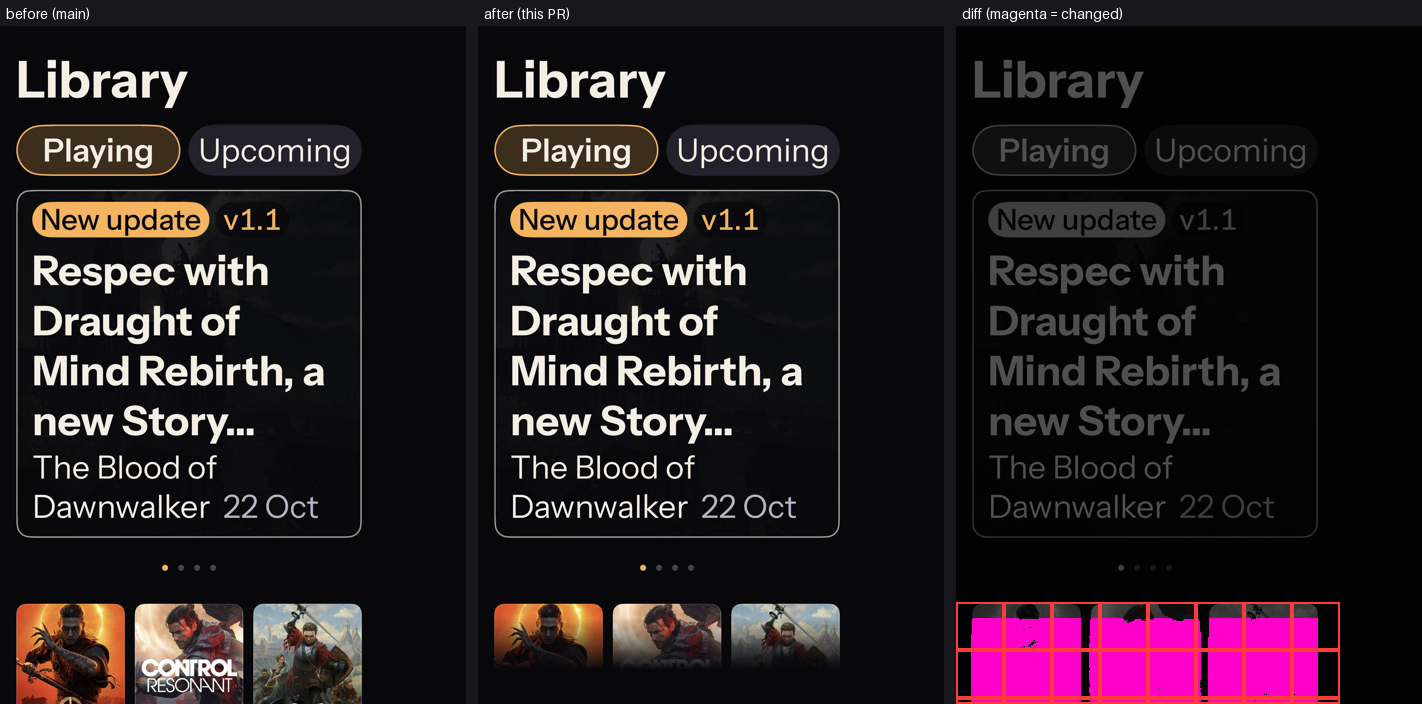 before (main)
after (this PR)
diff (magenta = changed)
Library
Playing
Upcoming
New update
v1.1
Respec with
Draught of
Mind Rebirth, a
new Story...
The Blood of
Dawnwalker 22 Oct
CONTROL
RESONANT
Library
Playing
Upcoming
New update
v1.1
Respec with
Draught of
Mind Rebirth, a
new Story...
The Blood of
Dawnwalker 22 Oct
CONTROL
RESONANT
Library
Playing
Upcoming
New update
v1.1
Respec with
Draught of
Mind Rebirth, a
new Story...
The Blood of
Dawnwalker 22 Oct